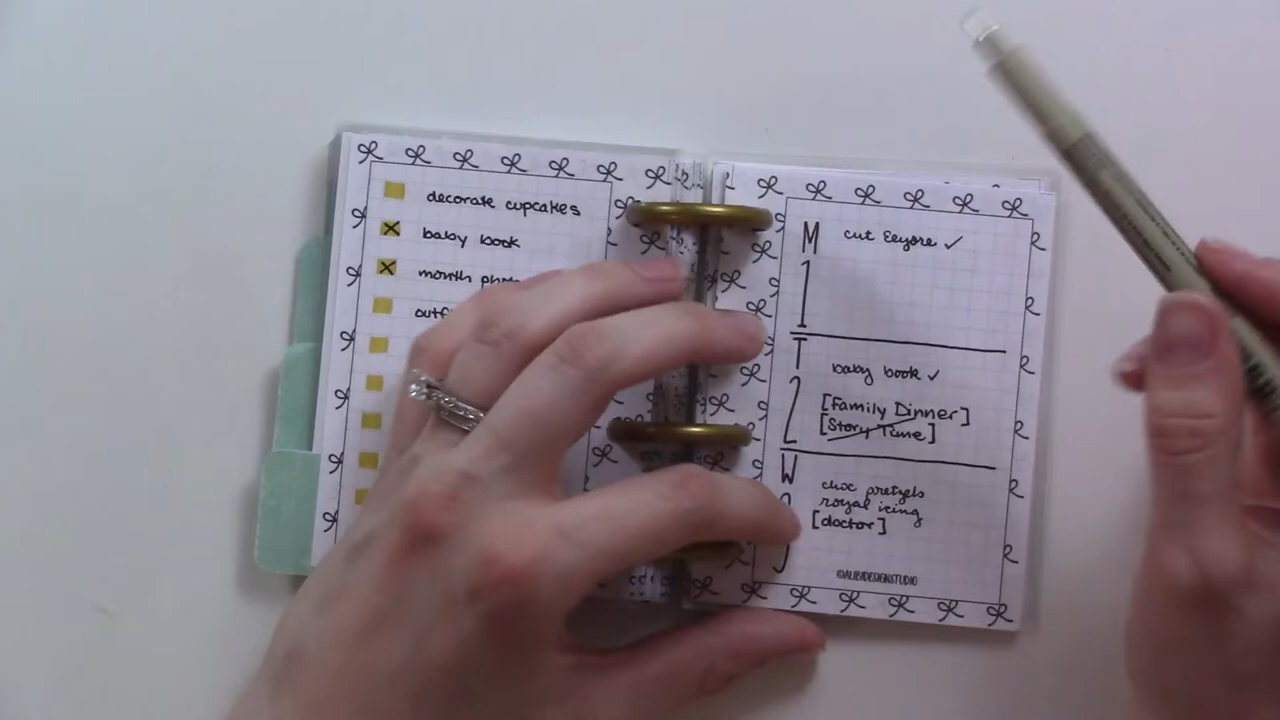 decorate cupcakes
baby book
month
M
cut Eeyore ✓
1
T
baby book ✓
2
[Family Dinner]
[Story Time]
W
choc pretzels
royal icing
[doctor]
©ALIBIDESIGNSTUDIO